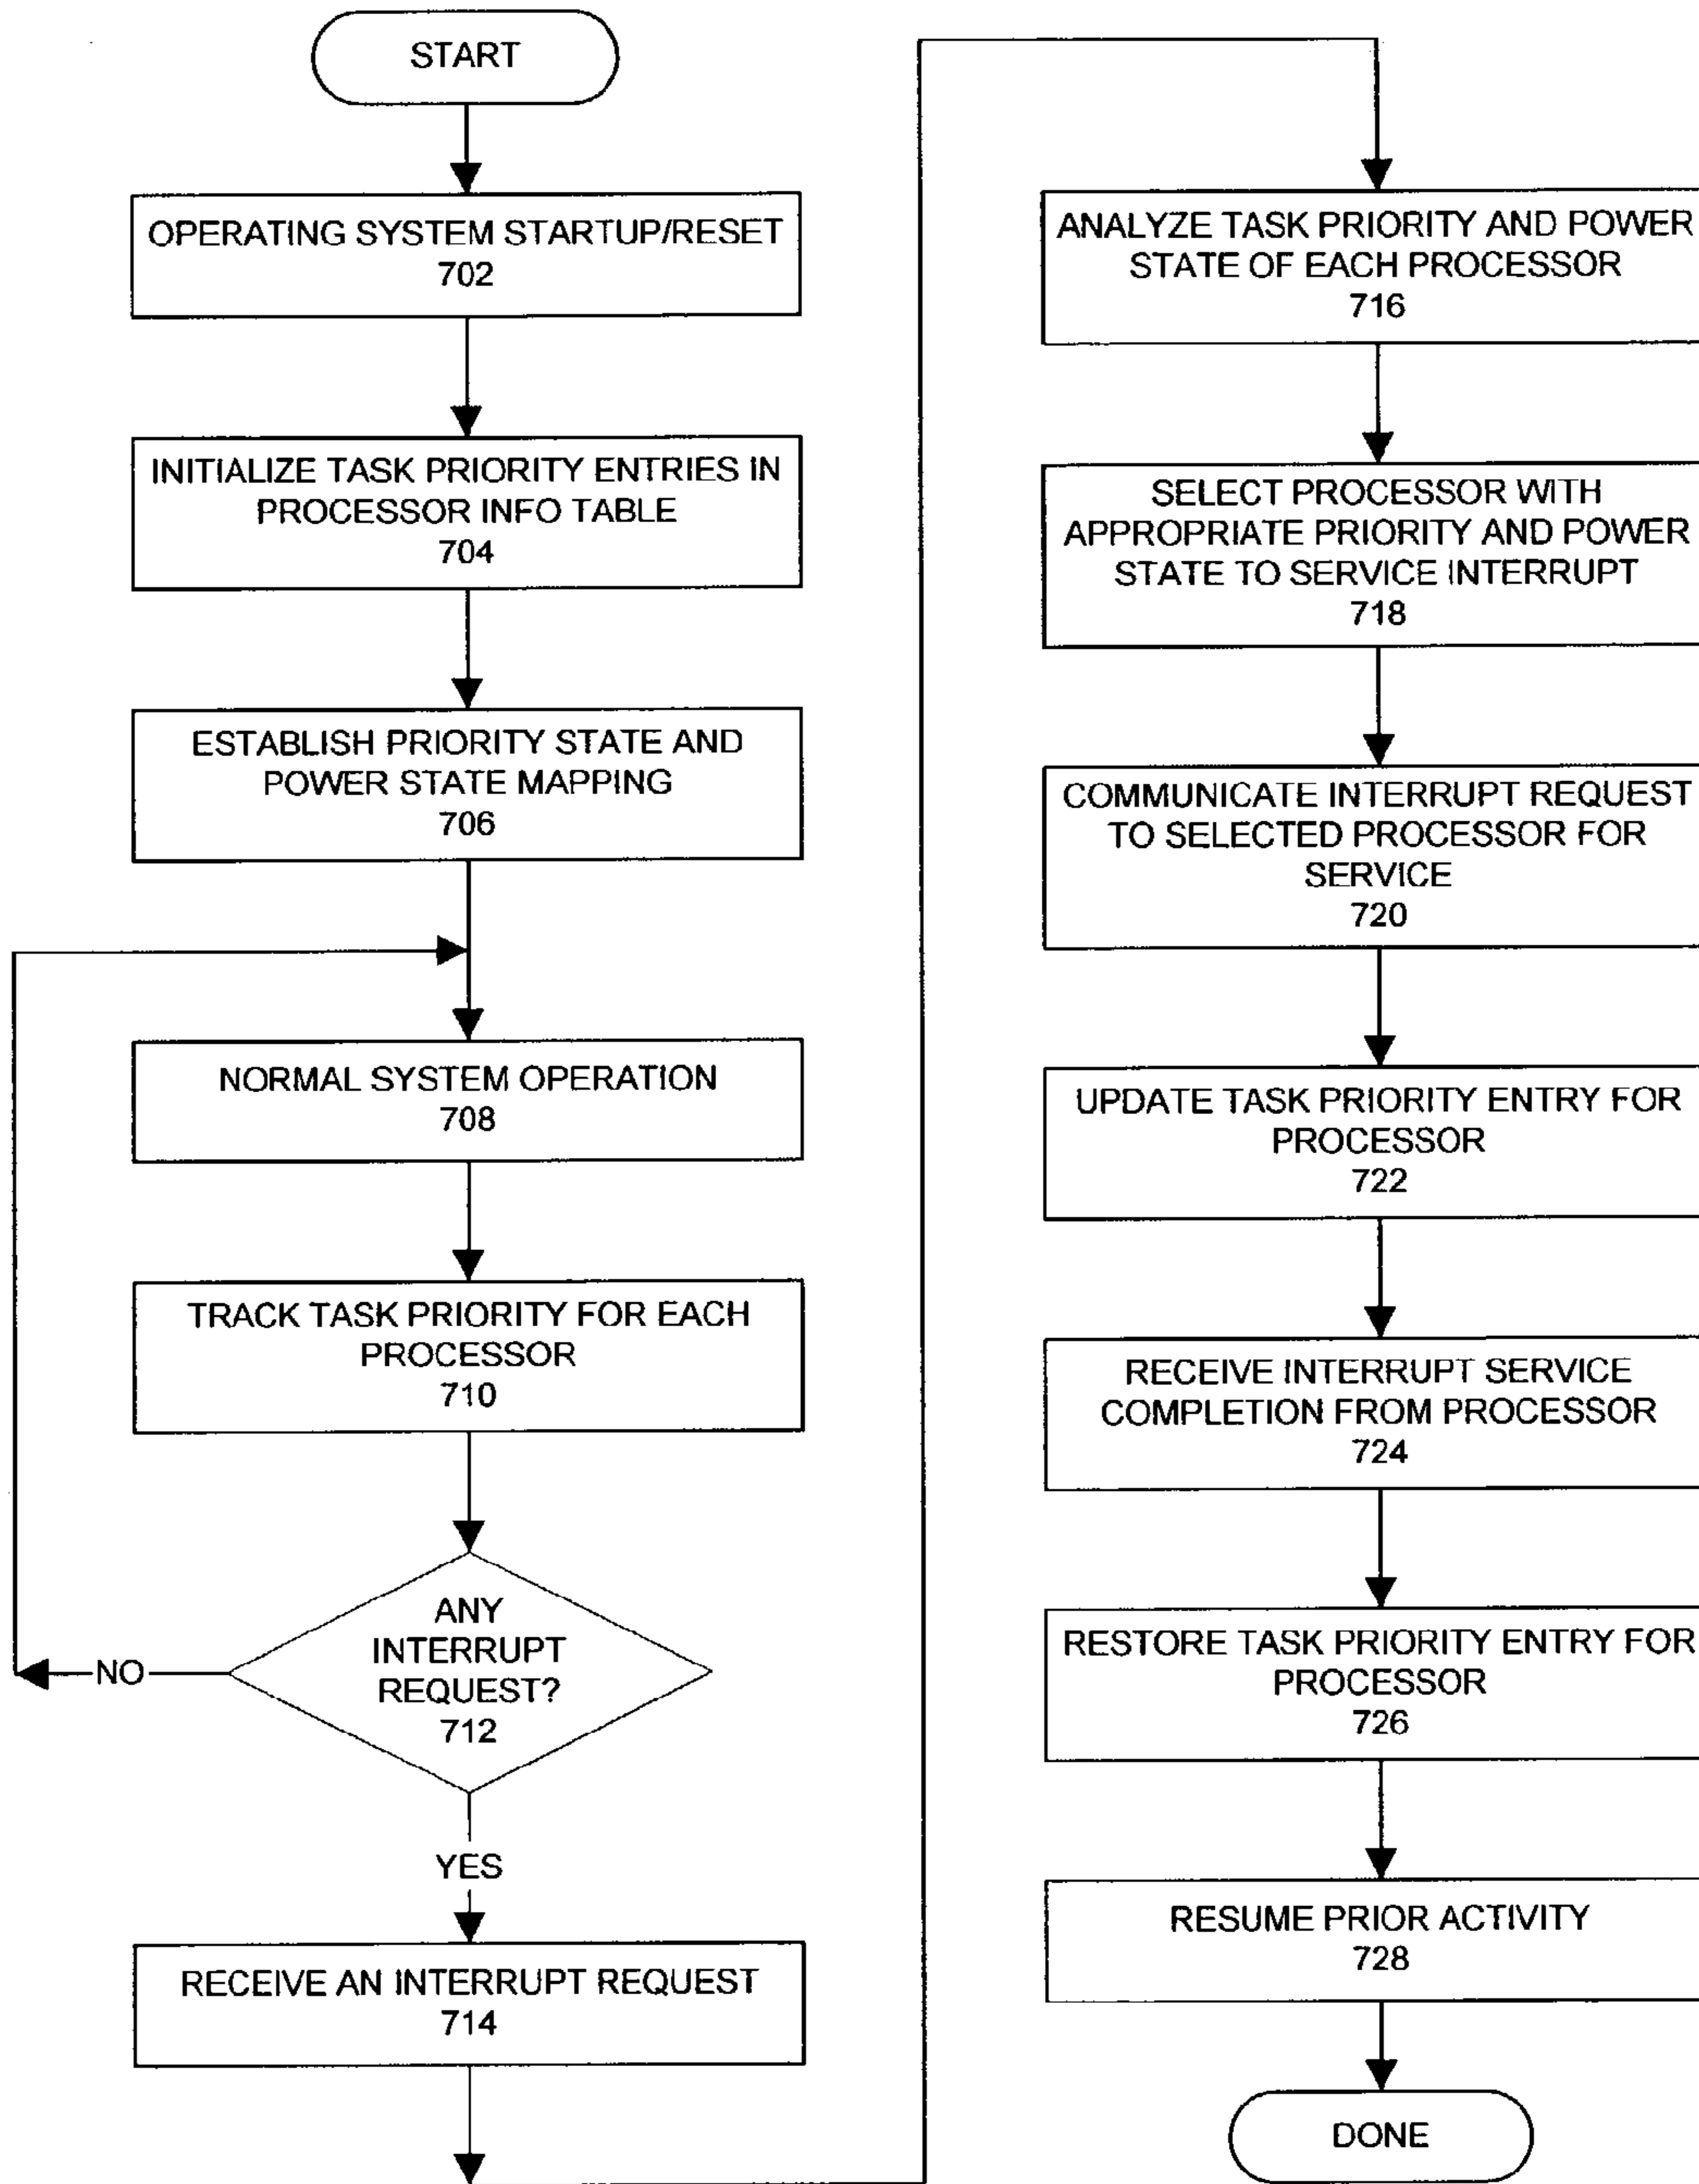 START
OPERATING SYSTEM STARTUP/RESET
702
INITIALIZE TASK PRIORITY ENTRIES IN
PROCESSOR INFO TABLE
704
ESTABLISH PRIORITY STATE AND
POWER STATE MAPPING
706
NORMAL SYSTEM OPERATION
708
TRACK TASK PRIORITY FOR EACH
PROCESSOR
710
ANY
INTERRUPT
REQUEST?
712
NO
YES
RECEIVE AN INTERRUPT REQUEST
714
ANALYZE TASK PRIORITY AND POWER
STATE OF EACH PROCESSOR
716
SELECT PROCESSOR WITH
APPROPRIATE PRIORITY AND POWER
STATE TO SERVICE INTERRUPT
718
COMMUNICATE INTERRUPT REQUEST
TO SELECTED PROCESSOR FOR
SERVICE
720
UPDATE TASK PRIORITY ENTRY FOR
PROCESSOR
722
RECEIVE INTERRUPT SERVICE
COMPLETION FROM PROCESSOR
724
RESTORE TASK PRIORITY ENTRY FOR
PROCESSOR
726
RESUME PRIOR ACTIVITY
728
DONE